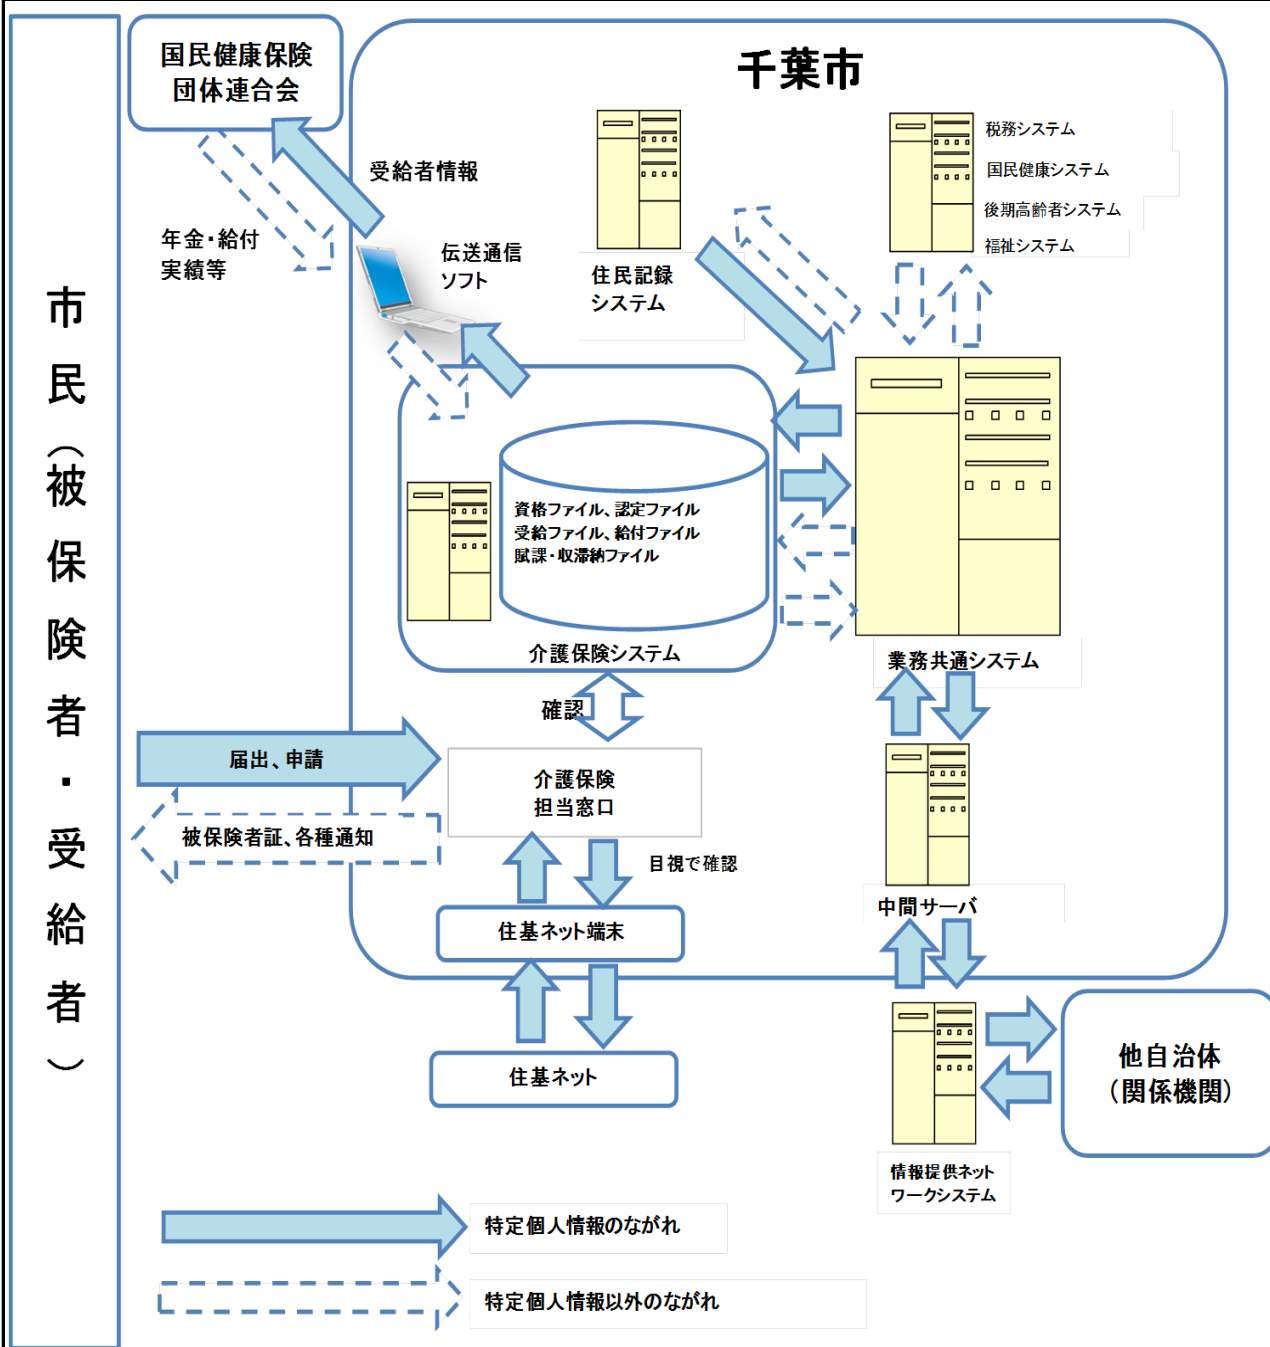 国民健康保険
団体連合会
千葉市
税務システム
国民健康システム
後期高齢者システム
福祉システム
受給者情報
年金・給付
実績等
伝送通信
ソフト
住民記録
システム
市民（被保険者・受給者）
資格ファイル、認定ファイル
受給ファイル、給付ファイル
賦課・収滞納ファイル
介護保険システム
業務共通システム
確認
届出、申請
介護保険
担当窓口
被保険者証、各種通知
目視で確認
中間サーバ
住基ネット端末
住基ネット
他自治体
（関係機関）
情報提供ネット
ワークシステム
特定個人情報のながれ
特定個人情報以外のながれ